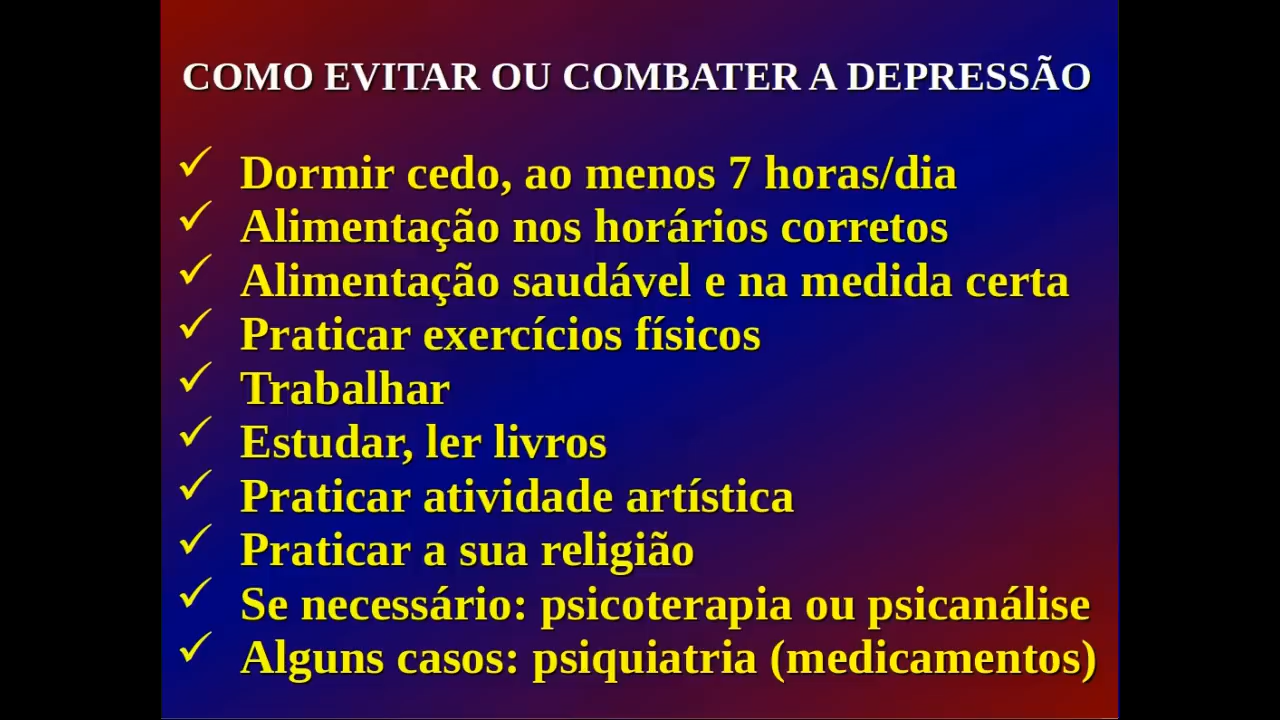 COMO EVITAR OU COMBATER A DEPRESSÃO
✓ Dormir cedo, ao menos 7 horas/dia
✓ Alimentação nos horários corretos
✓ Alimentação saudável e na medida certa
✓ Praticar exercícios físicos
✓ Trabalhar
✓ Estudar, ler livros
✓ Praticar atividade artística
✓ Praticar a sua religião
✓ Se necessário: psicoterapia ou psicanálise
✓ Alguns casos: psiquiatria (medicamentos)